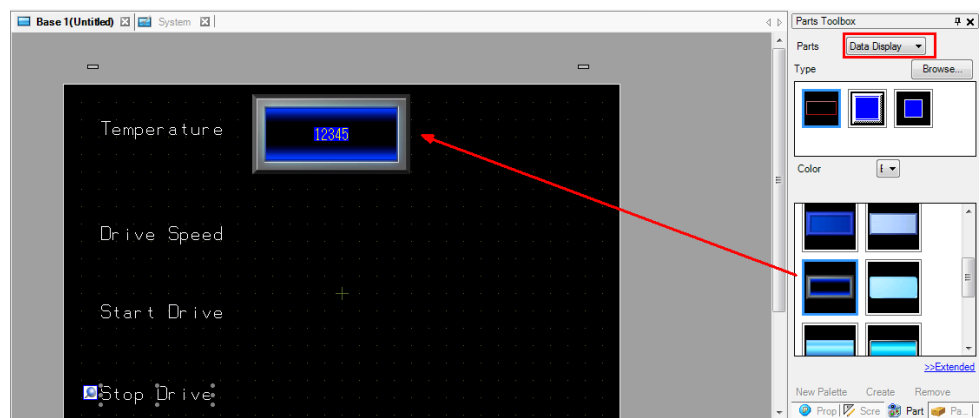 Base 1(Untitled) System
Parts Toolbox
Parts Data Display
Type Browse...
Temperature 12345
Color
Drive Speed
Start Drive
>>Extended
Stop Drive
New Palette Create Remove
Prop Scre Part Pa...